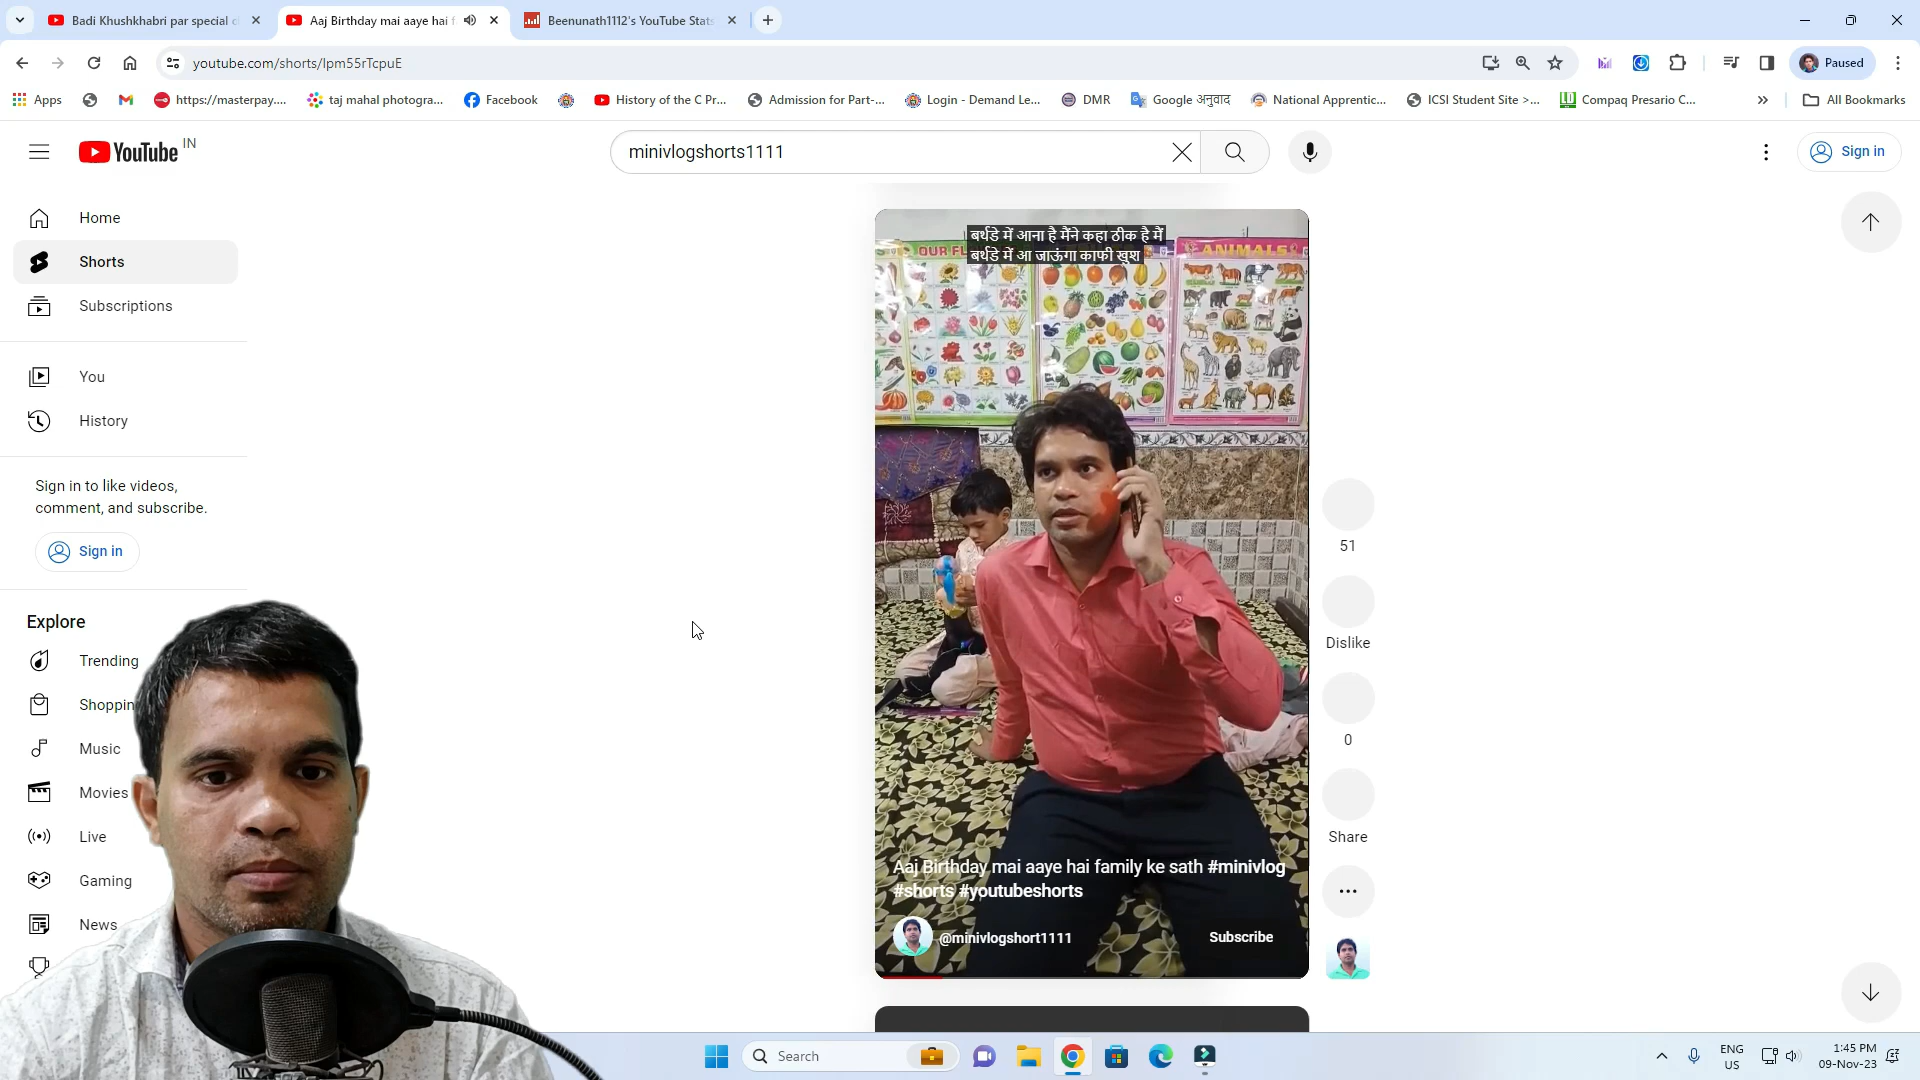 Badi Khushkhabri par special
Aaj Birthday mai aaye hai f
Beenunath1112's YouTube Stats
youtube.com/shorts/Ipm55rTcpuE
Paused
Apps
https://masterpay....
taj mahal photogra...
Facebook
History of the C Pr...
Admission for Part-...
Login - Demand Le...
DMR
Google अनुवाद
National Apprentic...
ICSI Student Site >...
Compaq Presario C...
All Bookmarks
YouTube IN
minivlogshorts1111
Sign in
Home
Shorts
Subscriptions
You
History
Sign in to like videos,
comment, and subscribe.
Sign in
Explore
Trending
Shoppin
Music
Movies
Live
Gaming
News
बर्थडे में आना है मैंने कहा ठीक है मैं
बर्थडे में आ जाऊंगा काफी खुश
OUR FL
ANIMALS
51
Dislike
0
Share
Aaj Birthday mai aaye hai family ke sath #minivlog
#shorts #youtubeshorts
@minivlogshort1111
Subscribe
Search
ENG
US
1:45 PM
09-Nov-23